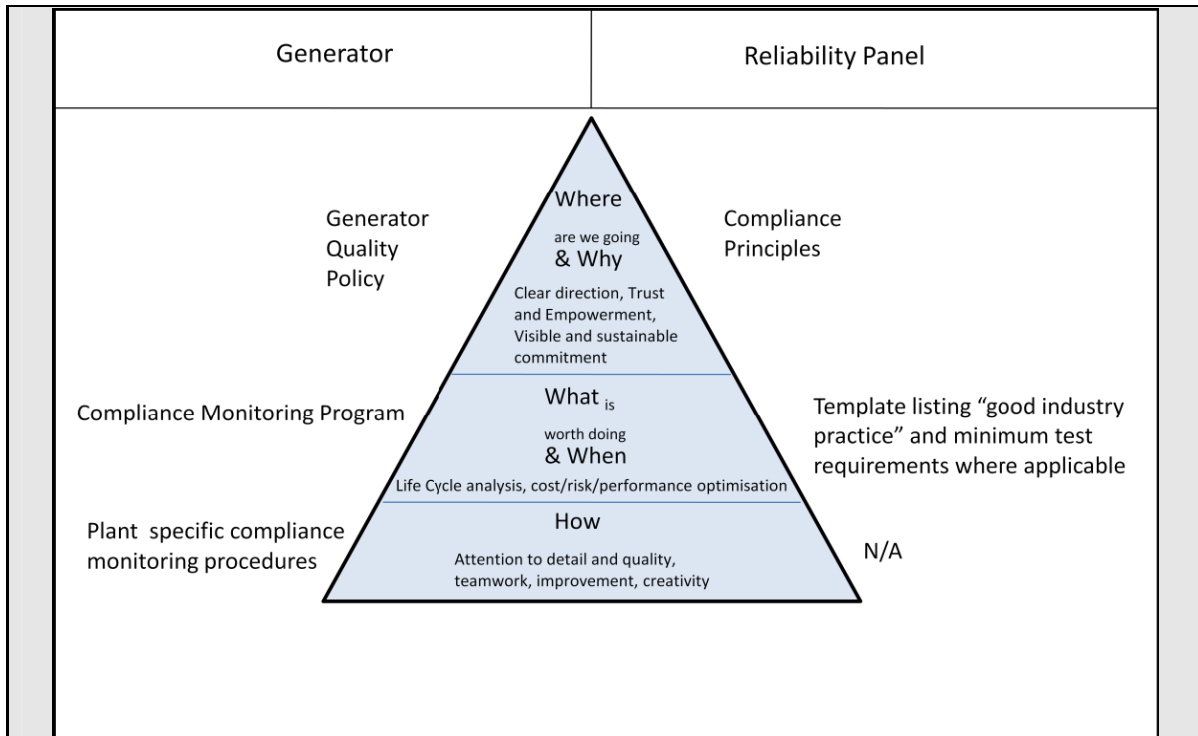 Generator
Reliability Panel
Where
are we going
& Why
Clear direction, Trust
and Empowerment,
Visible and sustainable
commitment
Generator
Quality
Policy
Compliance
Principles
What is
worth doing
& When
Life Cycle analysis, cost/risk/performance optimisation
Compliance Monitoring Program
Template listing “good industry
practice” and minimum test
requirements where applicable
How
Attention to detail and quality,
teamwork, improvement, creativity
Plant  specific compliance
monitoring procedures
N/A